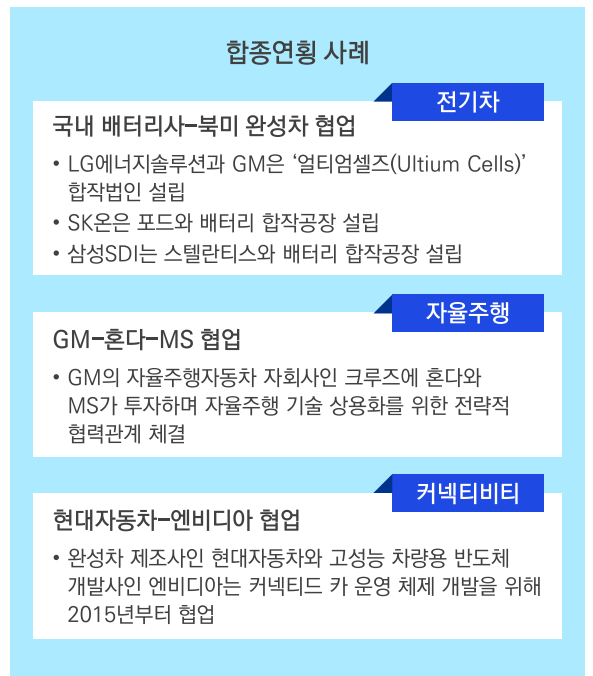 합종연횡 사례
전기차
국내 배터리사-북미 완성차 협업
• LG에너지솔루션과 GM은 ‘얼티엄셀즈(Ultium Cells)’
합작법인 설립
• SK온은 포드와 배터리 합작공장 설립
• 삼성SDI는 스텔란티스와 배터리 합작공장 설립
자율주행
GM-혼다-MS 협업
• GM의 자율주행자동차 자회사인 크루즈에 혼다와
MS가 투자하며 자율주행 기술 상용화를 위한 전략적
협력관계 체결
커넥티비티
현대자동차-엔비디아 협업
• 완성차 제조사인 현대자동차와 고성능 차량용 반도체
개발사인 엔비디아는 커넥티드 카 운영 체제 개발을 위해
2015년부터 협업